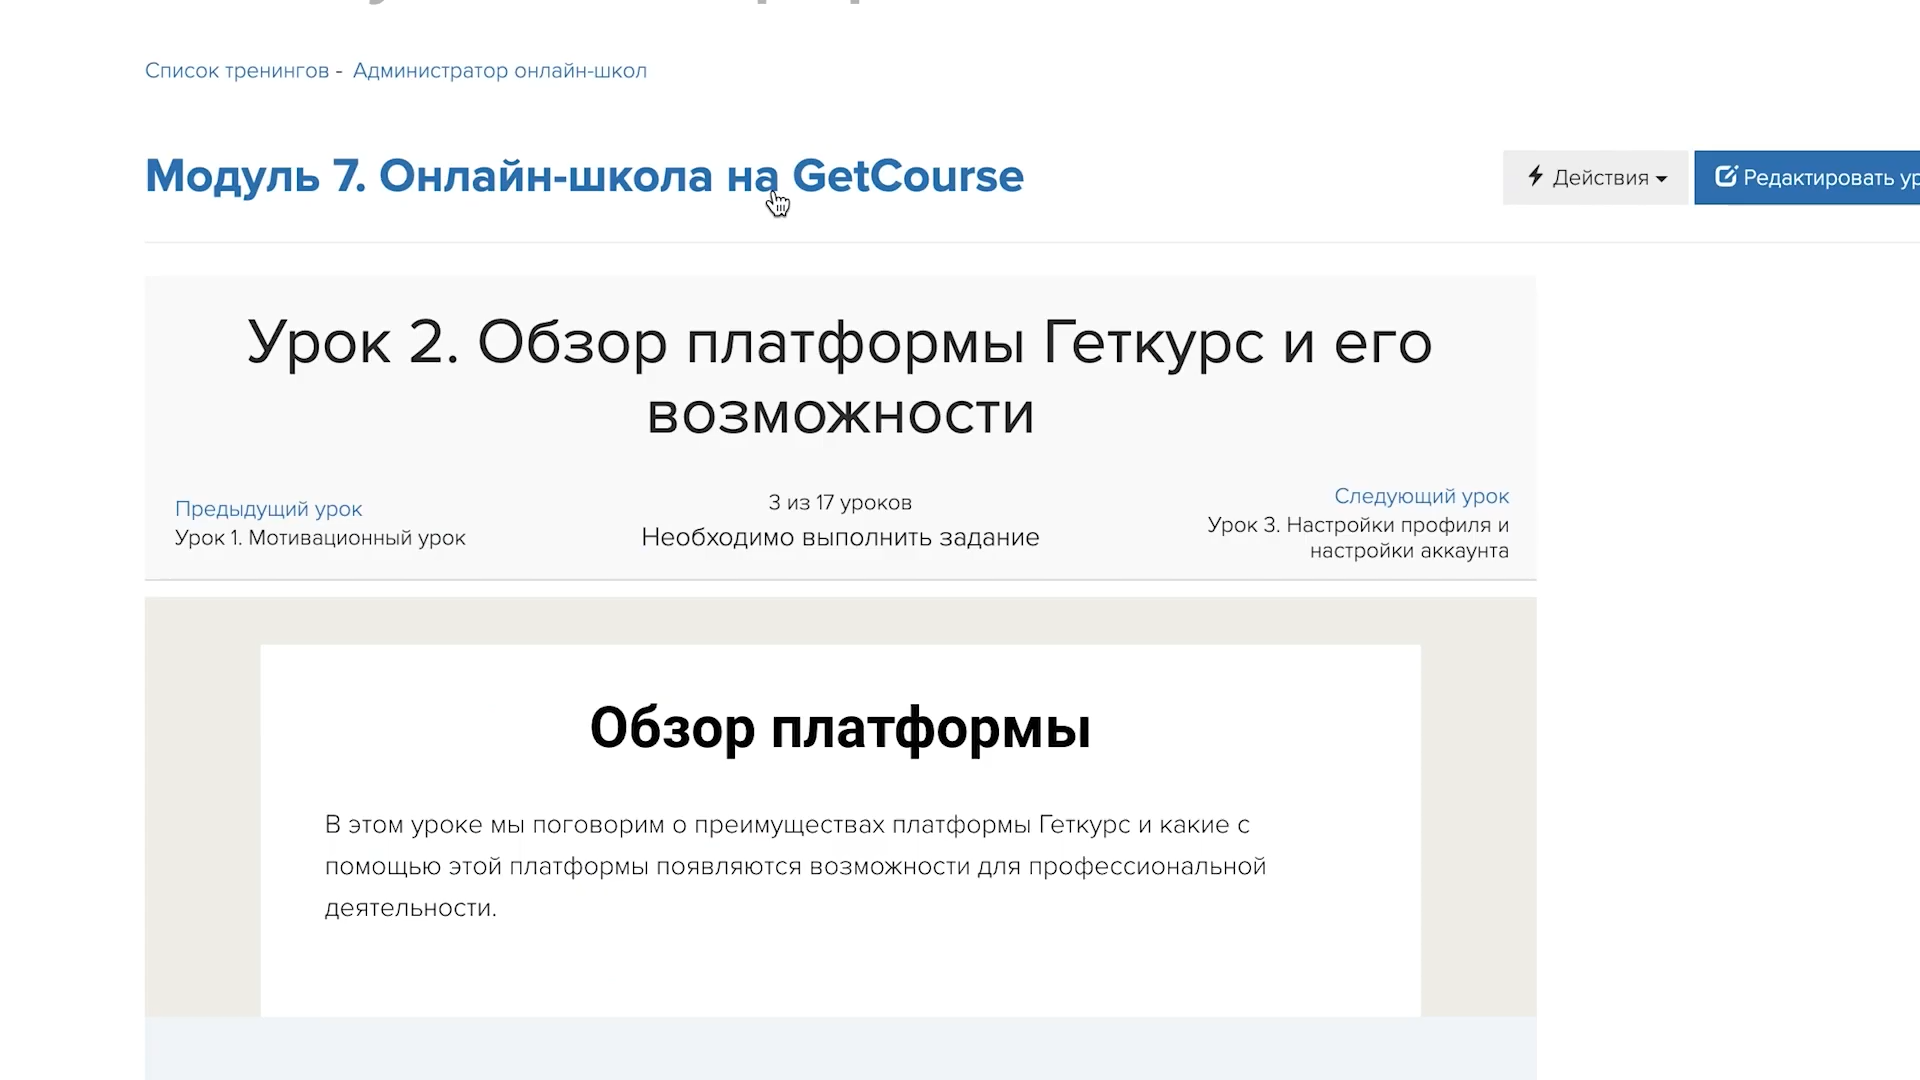 Список тренингов - Администратор онлайн-школ
Модуль 7. Онлайн-школа на GetCourse
Действия
Редактировать ур
Урок 2. Обзор платформы Геткурс и его
возможности
Предыдущий урок
Урок 1. Мотивационный урок
3 из 17 уроков
Необходимо выполнить задание
Следующий урок
Урок 3. Настройки профиля и
настройки аккаунта
Обзор платформы
В этом уроке мы поговорим о преимуществах платформы Геткурс и какие с
помощью этой платформы появляются возможности для профессиональной
деятельности.